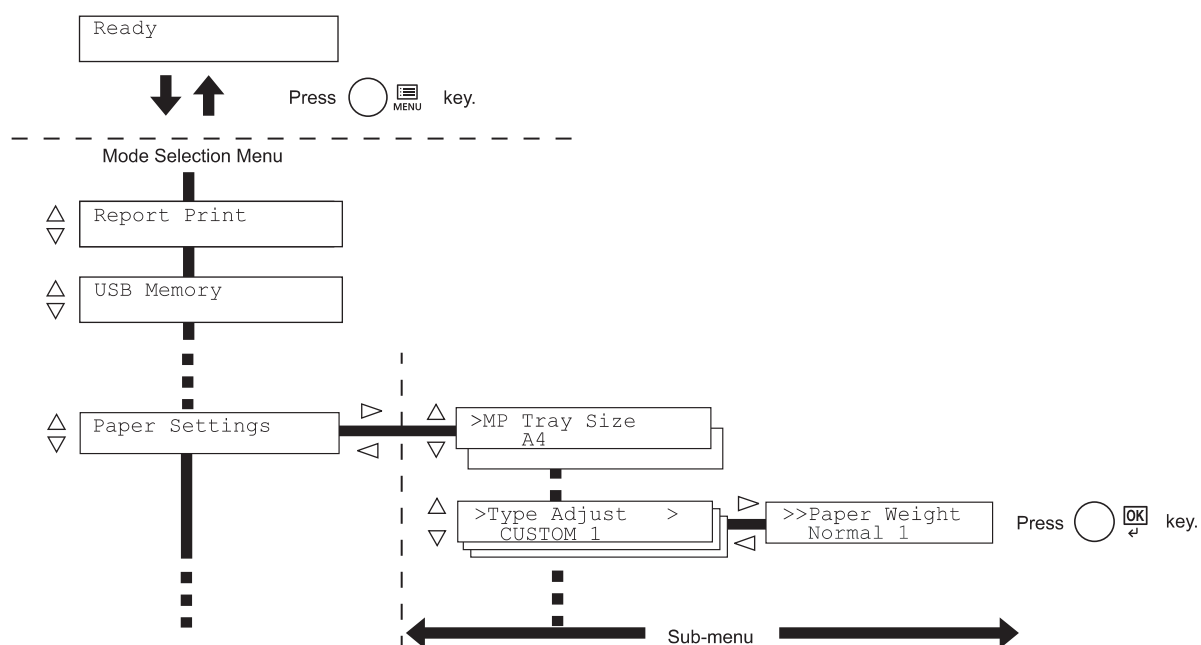 Ready
Press MENU key.
Mode Selection Menu
Report Print
USB Memory
Paper Settings
>MP Tray Size
A4
>Type Adjust >
CUSTOM 1
>>Paper Weight
Normal 1
Press OK key.
Sub-menu